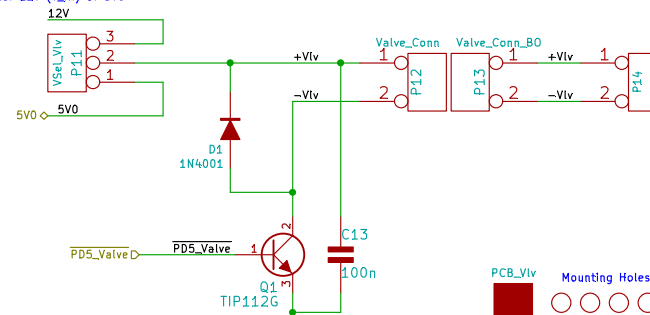 12V
VSel_Vlv
P11
3
2
1
5V0
5V0
+Vlv
-Vlv
Valve_Conn
1
2
P12
Valve_Conn_BO
P13
1
2
+Vlv
-Vlv
1
2
P14
D1
1N4001
PD5_Valve
PD5_Valve
1
2
3
Q1
TIP112G
C13
100n
PCB_Vlv
Mounting Holes